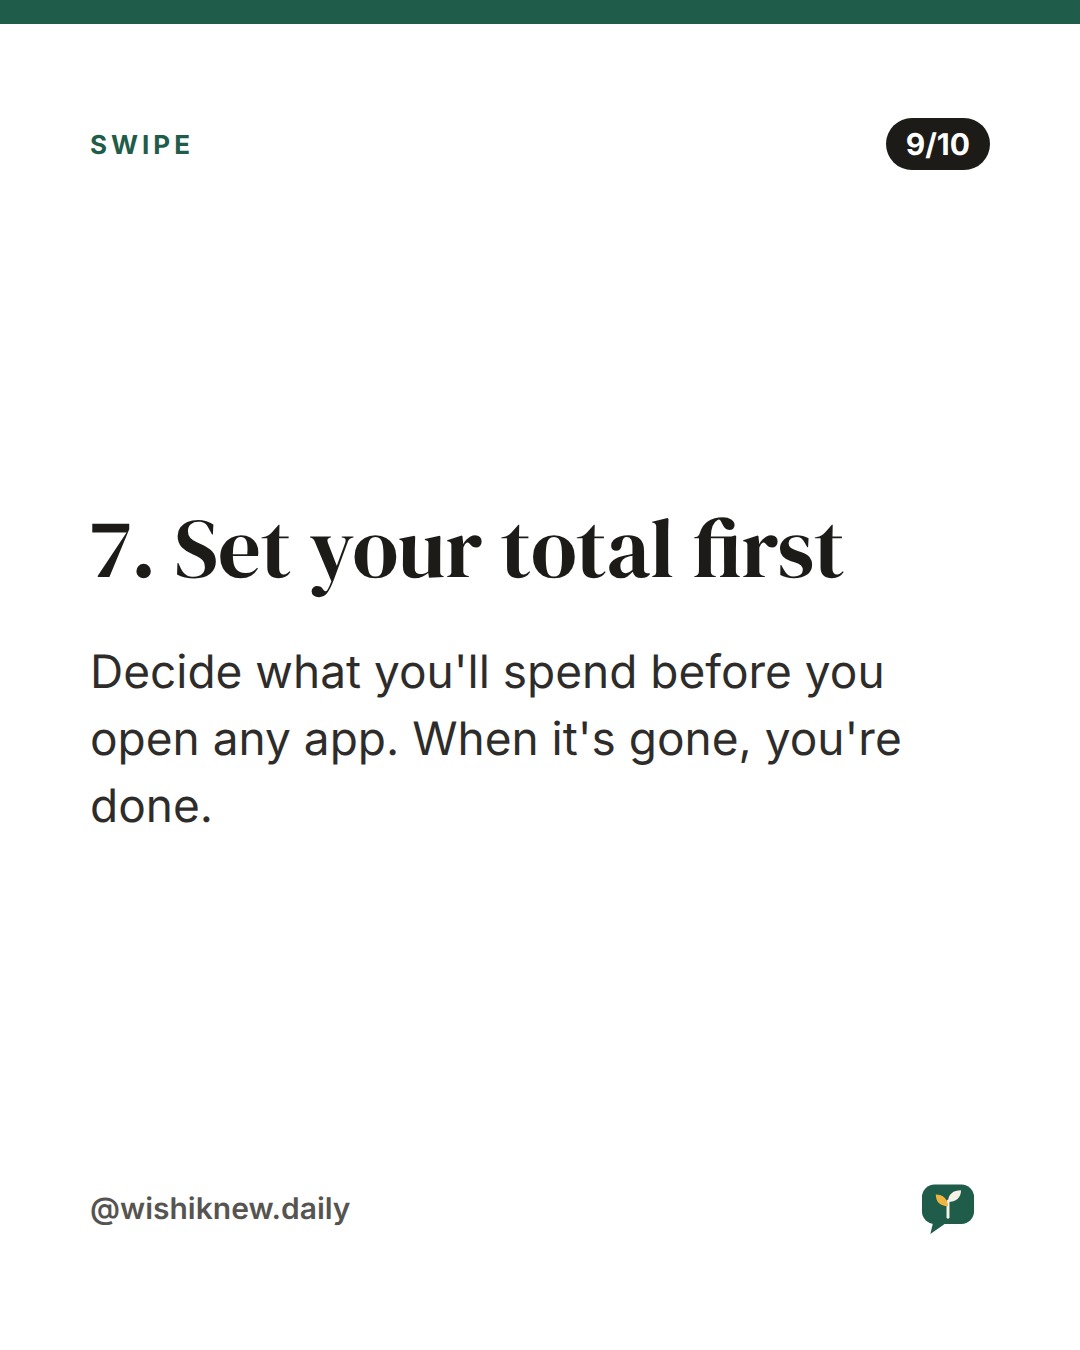 SWIPE
9/10
7. Set your total first
Decide what you'll spend before you
open any app. When it's gone, you're
done.
@wishiknew.daily